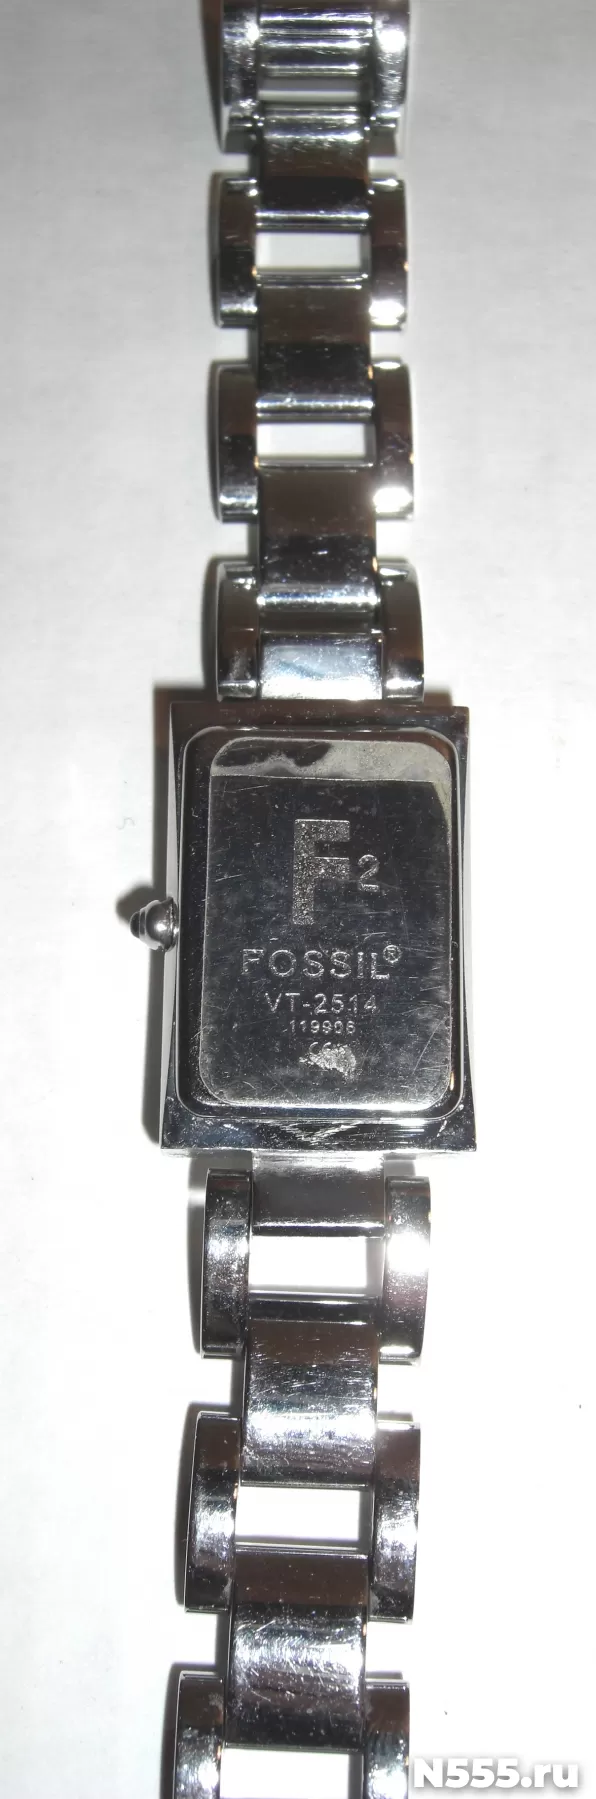 F2
FOSSIL®
VT-2514
119906
N555.ru